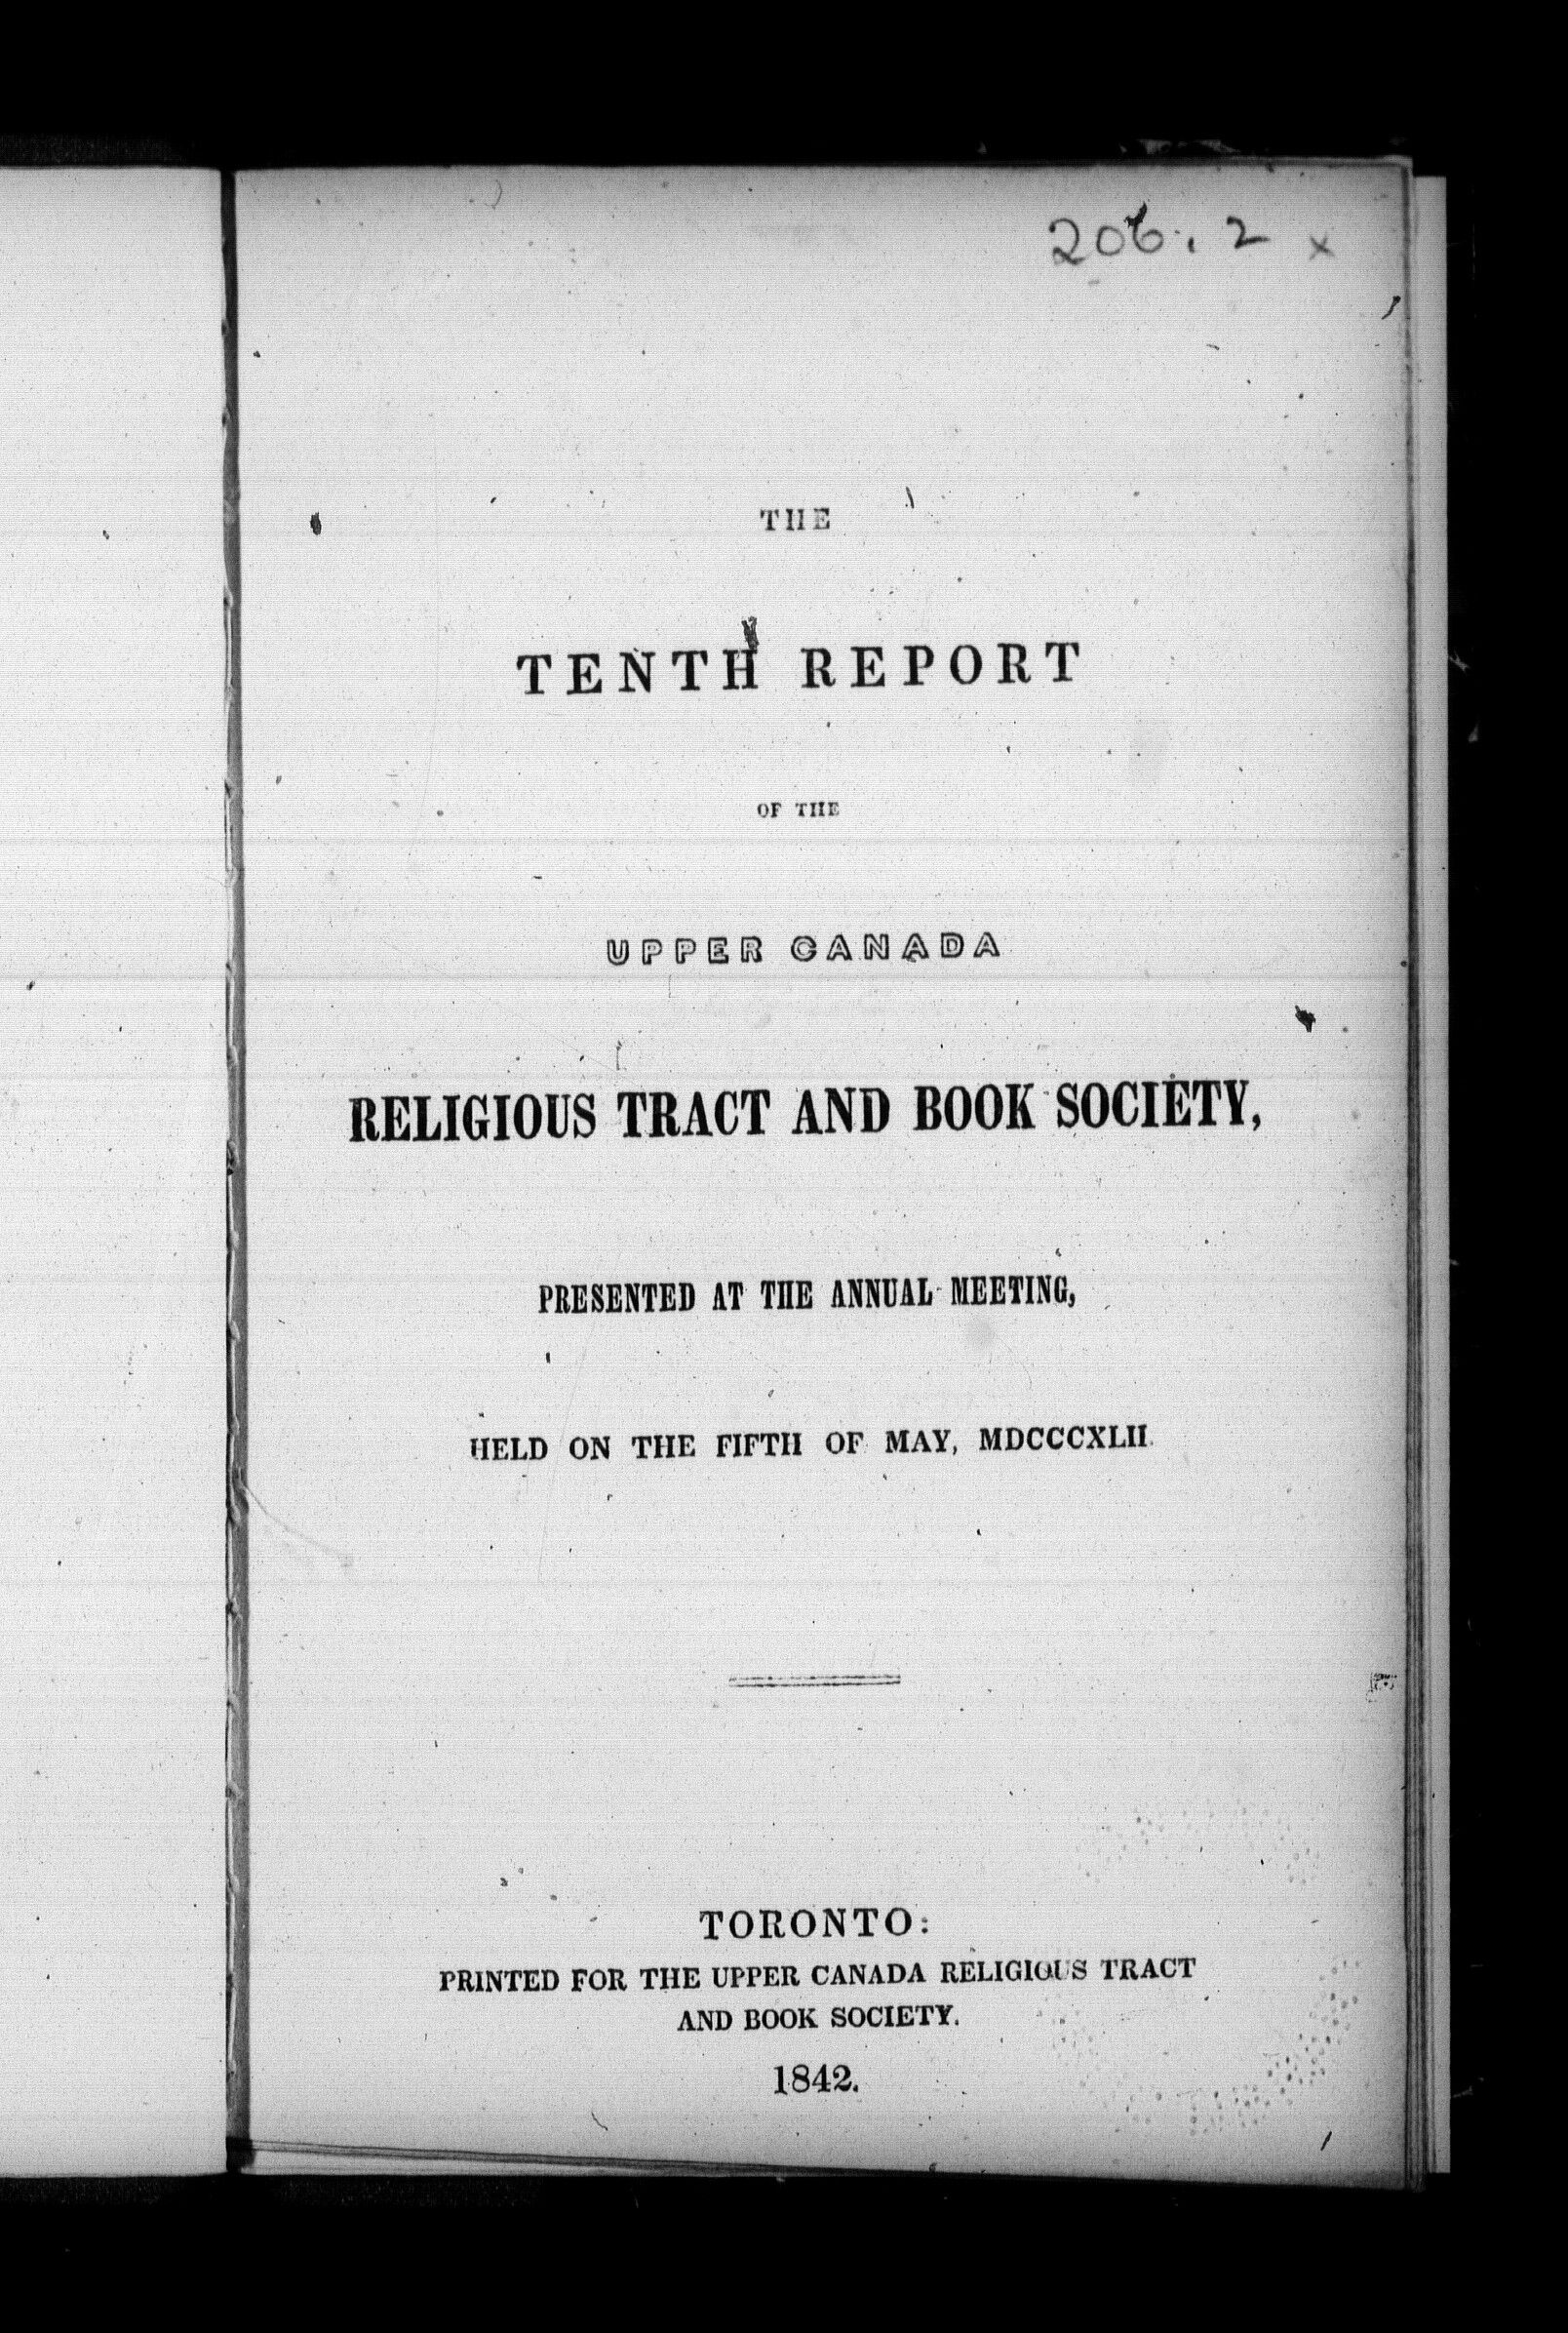 206.2 x
THE
TENTH REPORT
OF THE
UPPER CANADA
RELIGIOUS TRACT AND BOOK SOCIETY,
PRESENTED AT THE ANNUAL MEETING,
HELD ON THE FIFTH OF MAY, MDCCCXLII.
TORONTO:
PRINTED FOR THE UPPER CANADA RELIGIOUS TRACT
AND BOOK SOCIETY.
1842.